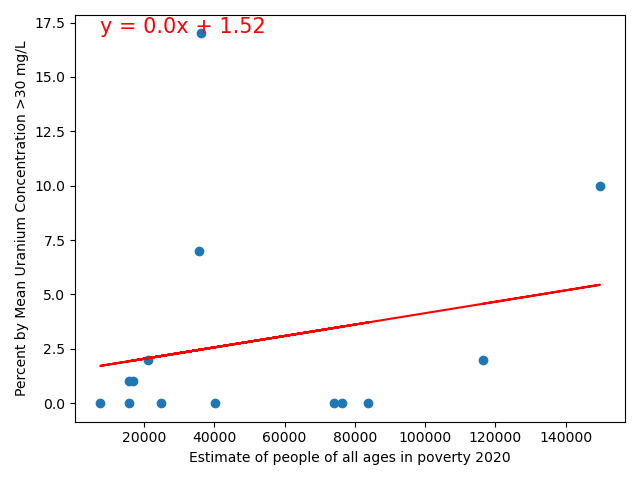 y = 0.0x + 1.52
17.5
15.0
12.5
10.0
7.5
5.0
2.5
0.0
Percent by Mean Uranium Concentration >30 mg/L
20000 40000 60000 80000 100000 120000 140000
Estimate of people of all ages in poverty 2020